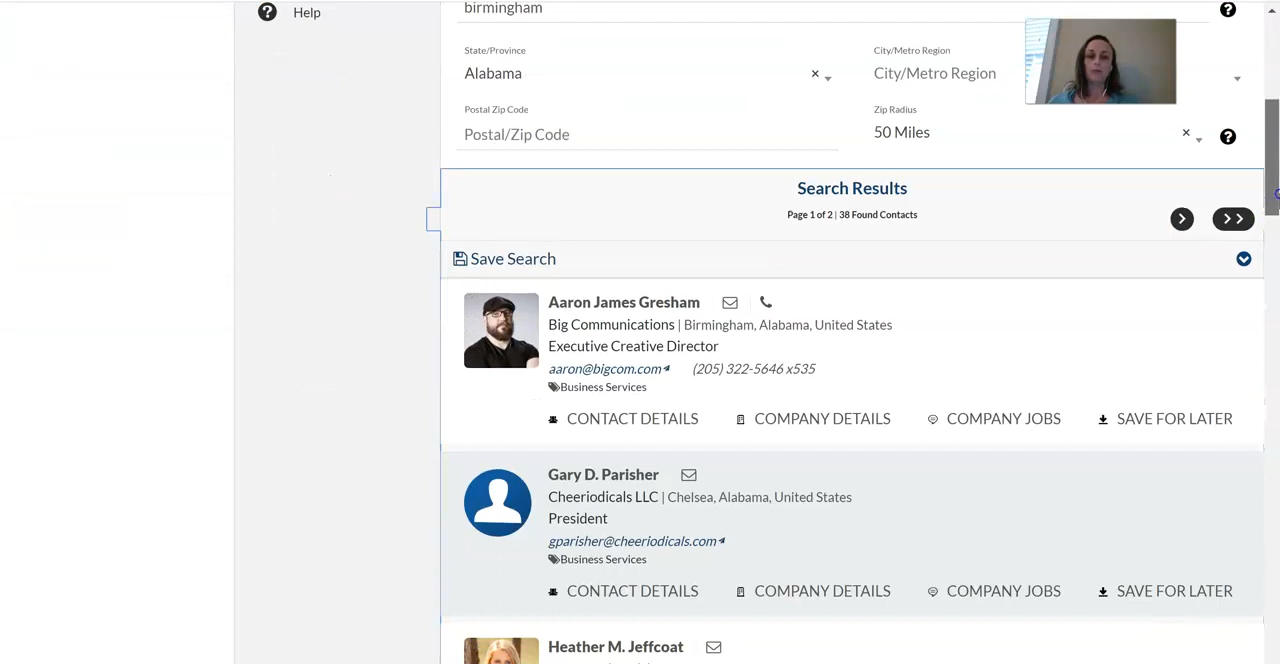 Help
birmingham
State/Province
City/Metro Region
Alabama
City/Metro Region
Postal Zip Code
Zip Radius
Postal/Zip Code
50 Miles
Search Results
Page 1 of 2 | 38 Found Contacts
Save Search
Aaron James Gresham
Big Communications | Birmingham, Alabama, United States
Executive Creative Director
aaron@bigcom.com (205) 322-5646 x535
Business Services
CONTACT DETAILS COMPANY DETAILS COMPANY JOBS SAVE FOR LATER
Gary D. Parisher
Cheeriodicals LLC | Chelsea, Alabama, United States
President
gparisher@cheeriodicals.com
Business Services
CONTACT DETAILS COMPANY DETAILS COMPANY JOBS SAVE FOR LATER
Heather M. Jeffcoat